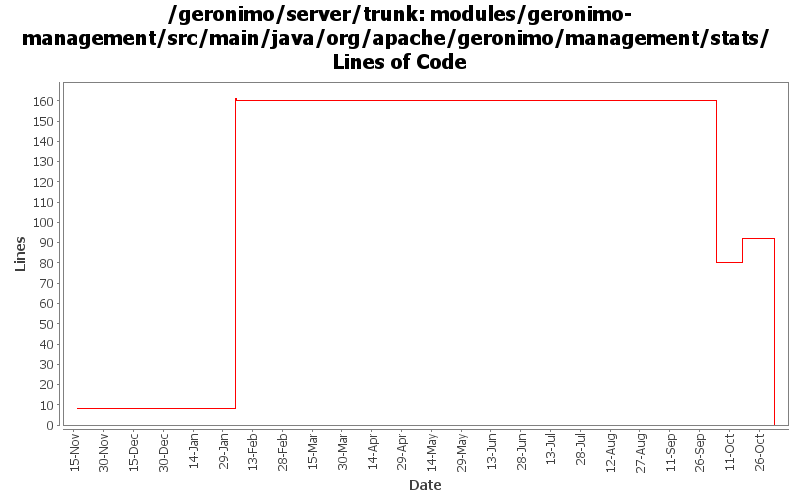 /geronimo/server/trunk: modules/geronimo-
management/src/main/java/org/apache/geronimo/management/stats/
Lines of Code
Lines
160
150
140
130
120
110
100
90
80
70
60
50
40
30
20
10
0
15-Nov
30-Nov
15-Dec
30-Dec
14-Jan
29-Jan
13-Feb
28-Feb
15-Mar
30-Mar
14-Apr
29-Apr
14-May
29-May
13-Jun
28-Jun
13-Jul
28-Jul
12-Aug
27-Aug
11-Sep
26-Sep
11-Oct
26-Oct
Date